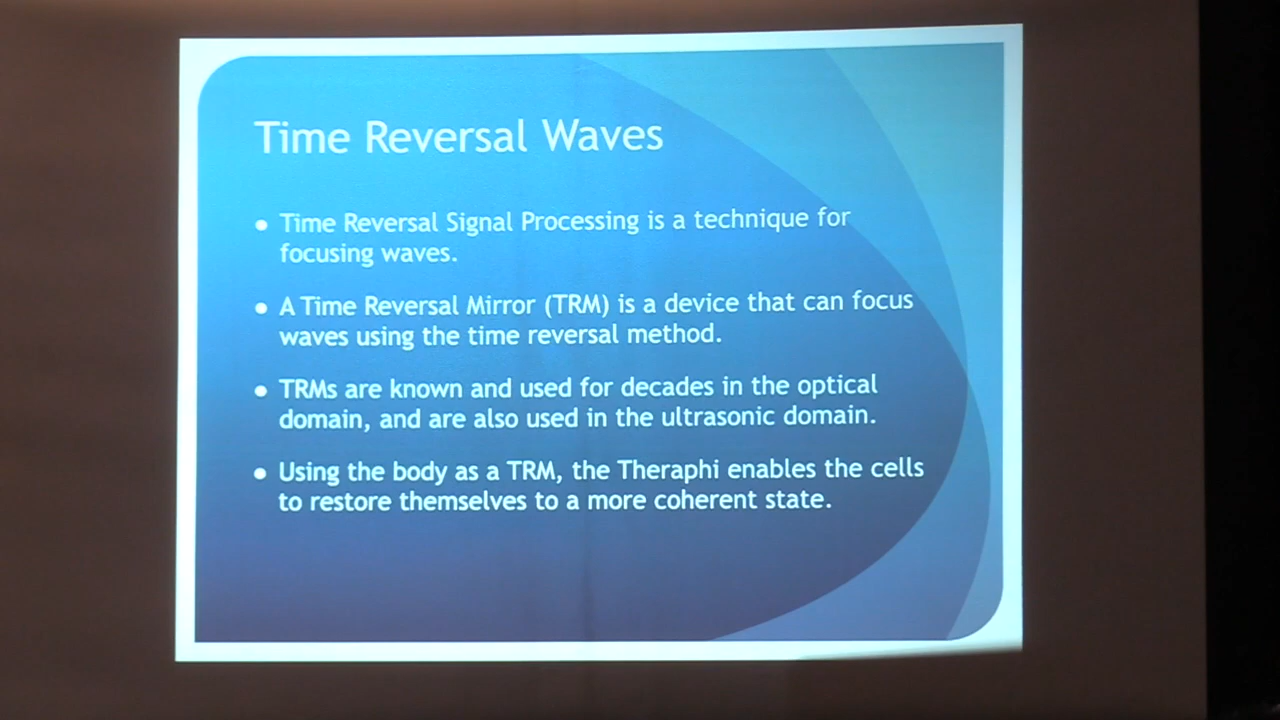 Time Reversal Waves
• Time Reversal Signal Processing is a technique for
focusing waves.
• A Time Reversal Mirror (TRM) is a device that can focus
waves using the time reversal method.
• TRMs are known and used for decades in the optical
domain, and are also used in the ultrasonic domain.
• Using the body as a TRM, the Theraphi enables the cells
to restore themselves to a more coherent state.